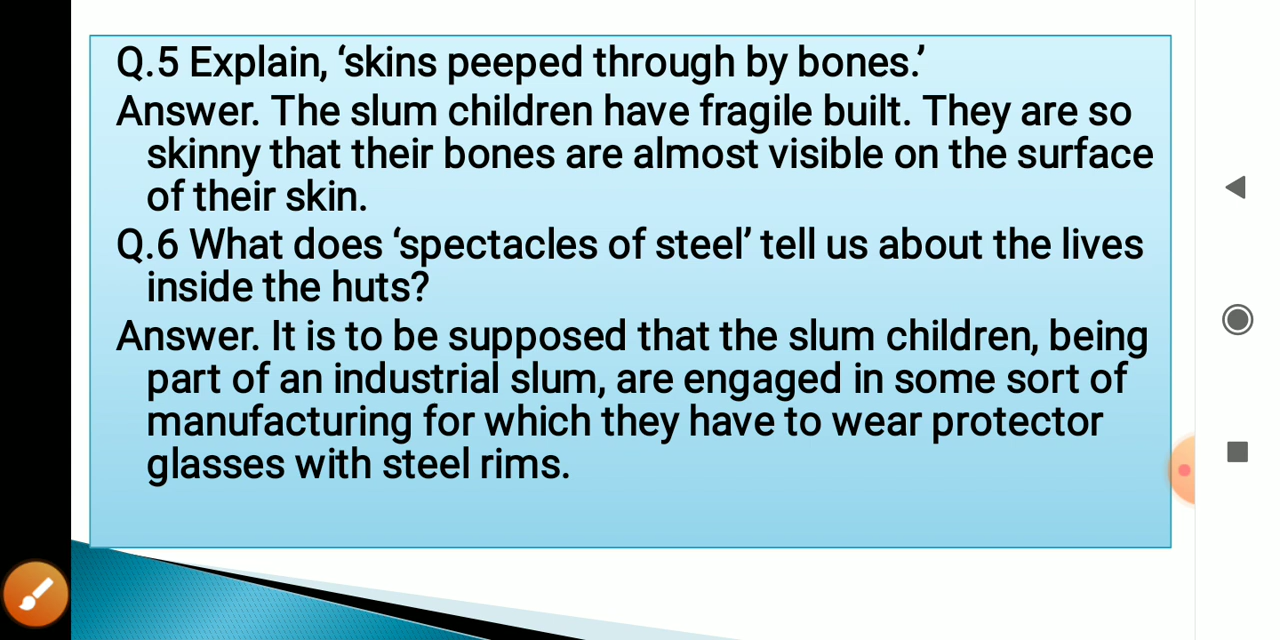 Q.5 Explain, ‘skins peeped through by bones.’
Answer. The slum children have fragile built. They are so
skinny that their bones are almost visible on the surface
of their skin.
Q.6 What does ‘spectacles of steel’ tell us about the lives
inside the huts?
Answer. It is to be supposed that the slum children, being
part of an industrial slum, are engaged in some sort of
manufacturing for which they have to wear protector
glasses with steel rims.